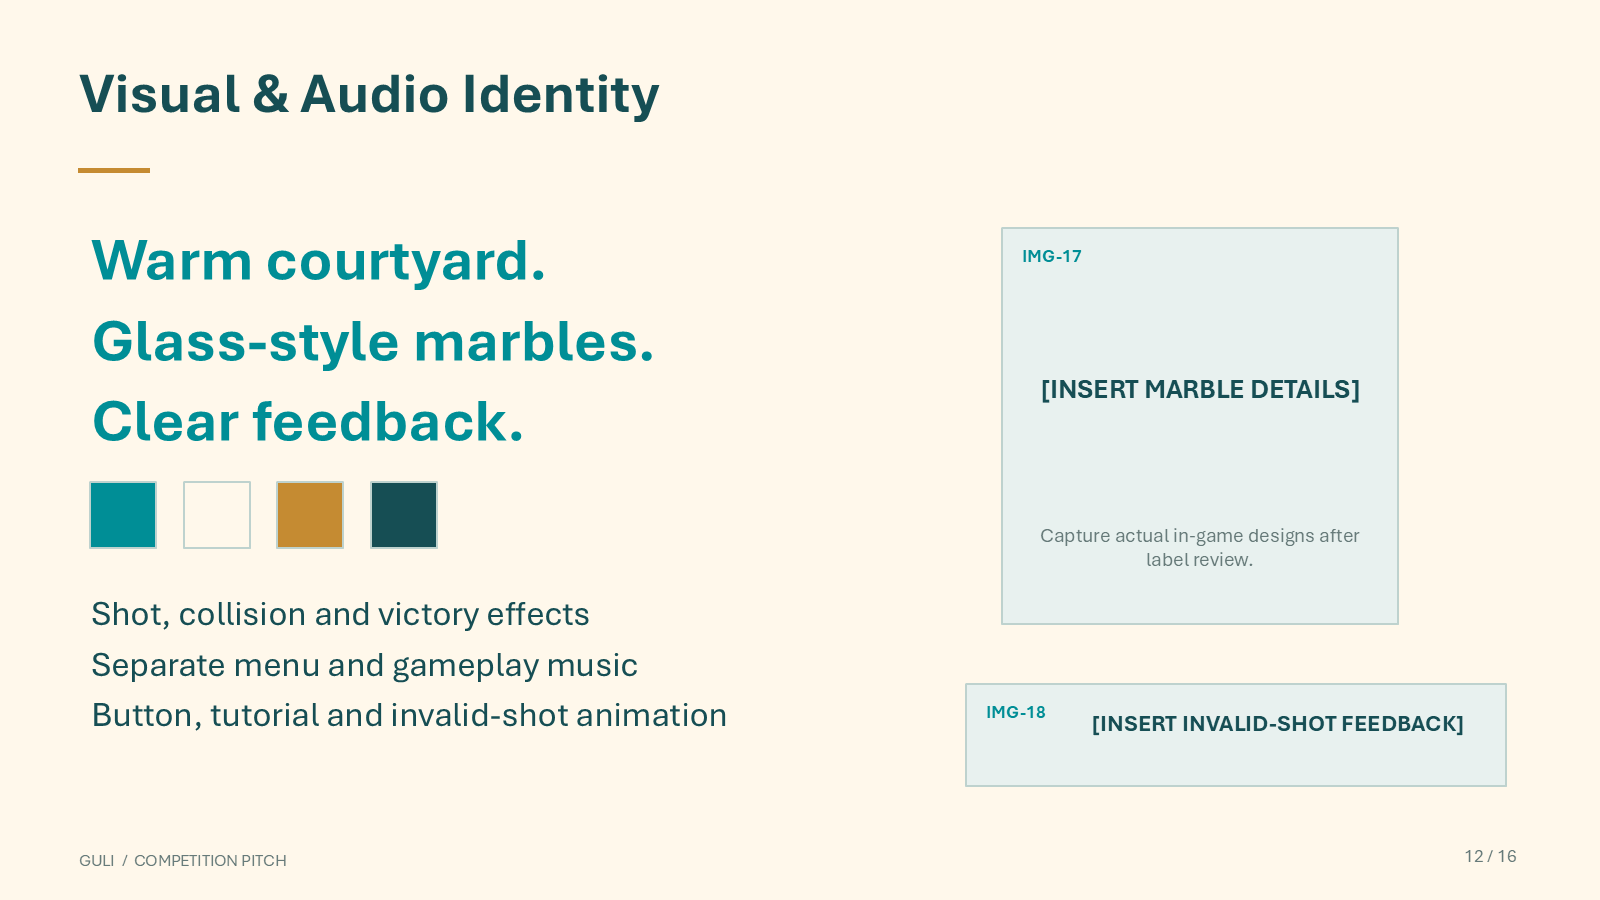 Visual & Audio Identity
Warm courtyard.
Glass-style marbles.
Clear feedback.
Shot, collision and victory effects
Separate menu and gameplay music
Button, tutorial and invalid-shot animation
IMG-17
[INSERT MARBLE DETAILS]
Capture actual in-game designs after
label review.
IMG-18
[INSERT INVALID-SHOT FEEDBACK]
GULI / COMPETITION PITCH
12 / 16